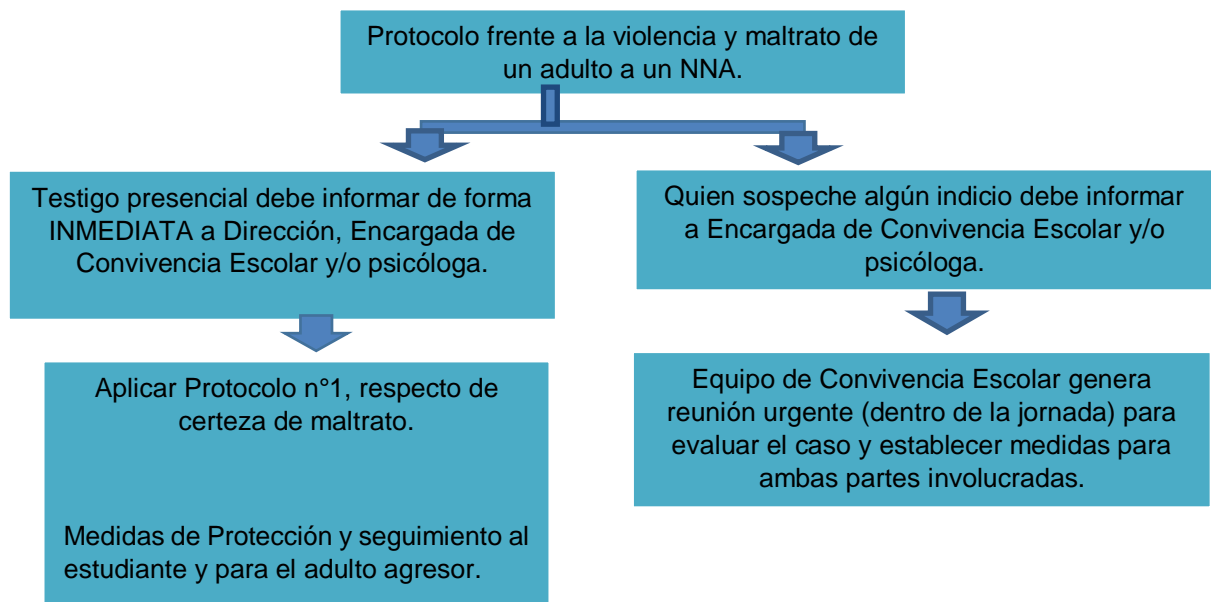 Protocolo frente a la violencia y maltrato de
un adulto a un NNA.
Testigo presencial debe informar de forma
INMEDIATA a Dirección, Encargada de
Convivencia Escolar y/o psicóloga.
Quien sospeche algún indicio debe informar
a Encargada de Convivencia Escolar y/o
psicóloga.
Aplicar Protocolo n°1, respecto de
certeza de maltrato.
Medidas de Protección y seguimiento al
estudiante y para el adulto agresor.
Equipo de Convivencia Escolar genera
reunión urgente (dentro de la jornada) para
evaluar el caso y establecer medidas para
ambas partes involucradas.